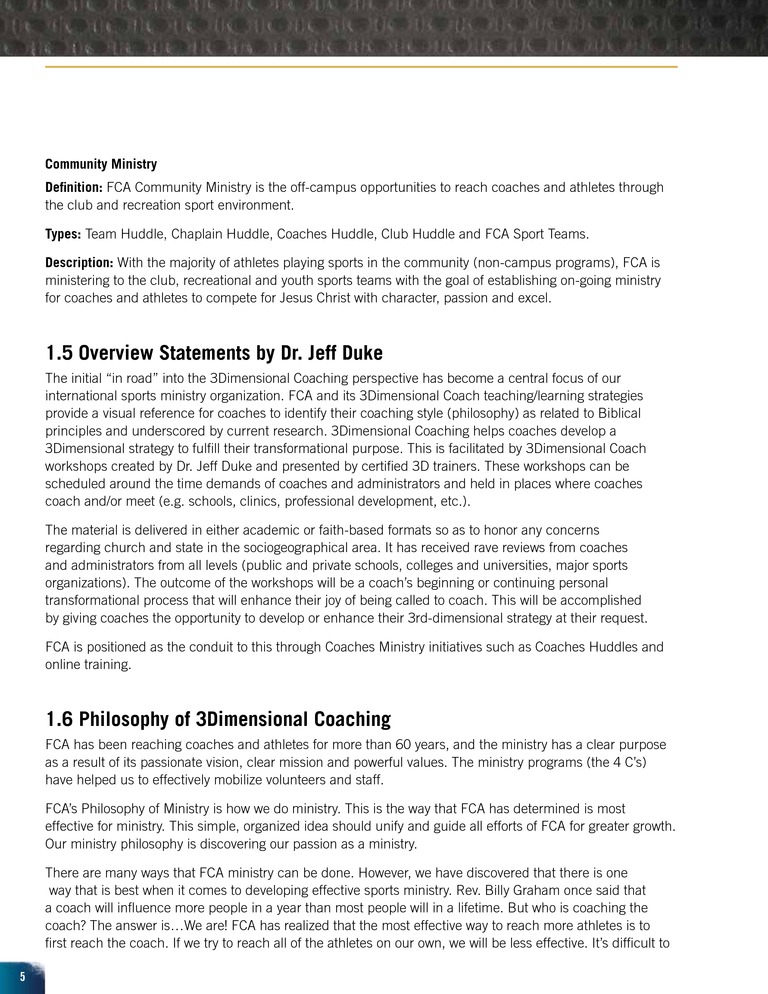 Community Ministry
Definition: FCA Community Ministry is the off-campus opportunities to reach coaches and athletes through
the club and recreation sport environment.
Types: Team Huddle, Chaplain Huddle, Coaches Huddle, Club Huddle and FCA Sport Teams.
Description: With the majority of athletes playing sports in the community (non-campus programs), FCA is
ministering to the club, recreational and youth sports teams with the goal of establishing on-going ministry
for coaches and athletes to compete for Jesus Christ with character, passion and excel.
1.5 Overview Statements by Dr. Jeff Duke
The initial “in road” into the 3Dimensional Coaching perspective has become a central focus of our
international sports ministry organization. FCA and its 3Dimensional Coach teaching/learning strategies
provide a visual reference for coaches to identify their coaching style (philosophy) as related to Biblical
principles and underscored by current research. 3Dimensional Coaching helps coaches develop a
3Dimensional strategy to fulfill their transformational purpose. This is facilitated by 3Dimensional Coach
workshops created by Dr. Jeff Duke and presented by certified 3D trainers. These workshops can be
scheduled around the time demands of coaches and administrators and held in places where coaches
coach and/or meet (e.g. schools, clinics, professional development, etc.).
The material is delivered in either academic or faith-based formats so as to honor any concerns
regarding church and state in the sociogeographical area. It has received rave reviews from coaches
and administrators from all levels (public and private schools, colleges and universities, major sports
organizations). The outcome of the workshops will be a coach’s beginning or continuing personal
transformational process that will enhance their joy of being called to coach. This will be accomplished
by giving coaches the opportunity to develop or enhance their 3rd-dimensional strategy at their request.
FCA is positioned as the conduit to this through Coaches Ministry initiatives such as Coaches Huddles and
online training.
1.6 Philosophy of 3Dimensional Coaching
FCA has been reaching coaches and athletes for more than 60 years, and the ministry has a clear purpose
as a result of its passionate vision, clear mission and powerful values. The ministry programs (the 4 C’s)
have helped us to effectively mobilize volunteers and staff.
FCA’s Philosophy of Ministry is how we do ministry. This is the way that FCA has determined is most
effective for ministry. This simple, organized idea should unify and guide all efforts of FCA for greater growth.
Our ministry philosophy is discovering our passion as a ministry.
There are many ways that FCA ministry can be done. However, we have discovered that there is one
way that is best when it comes to developing effective sports ministry. Rev. Billy Graham once said that
a coach will influence more people in a year than most people will in a lifetime. But who is coaching the
coach? The answer is…We are! FCA has realized that the most effective way to reach more athletes is to
first reach the coach. If we try to reach all of the athletes on our own, we will be less effective. It’s difficult to
5